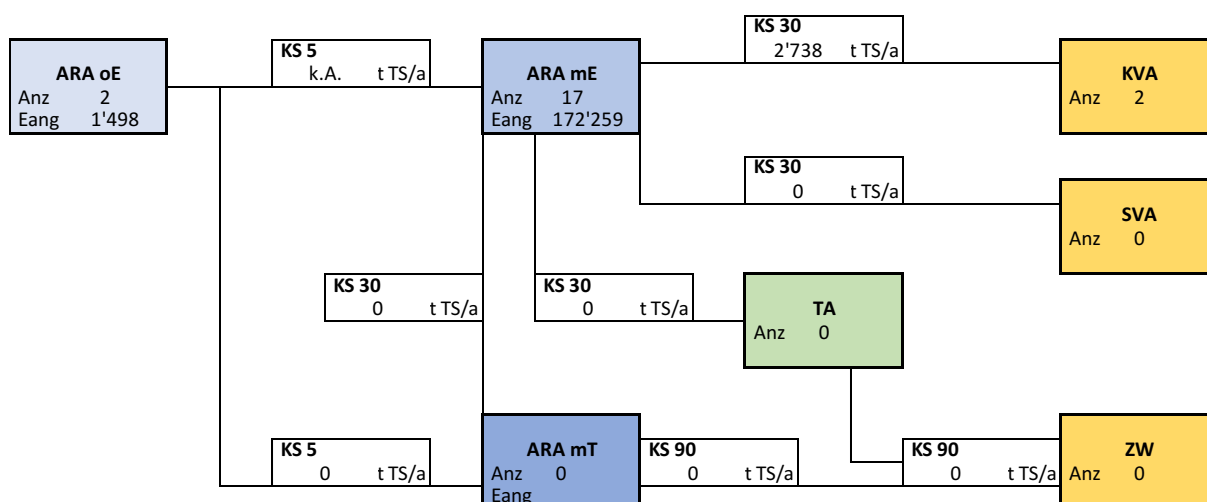 KS 30
2'738 t TS/a
KS 5
k.A. t TS/a
ARA oE
Anz 2
Eang 1'498
ARA mE
Anz 17
Eang 172'259
KVA
Anz 2
KS 30
0 t TS/a
SVA
Anz 0
KS 30
0 t TS/a
KS 30
0 t TS/a
TA
Anz 0
KS 5
0 t TS/a
ARA mT
Anz 0
Eang
KS 90
0 t TS/a
KS 90
0 t TS/a
ZW
Anz 0